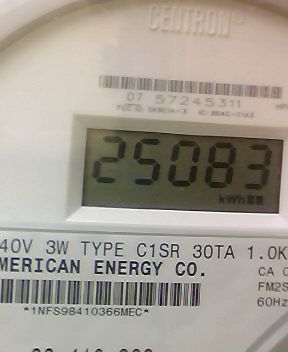 CENTRON
07 57245311
25083
kWh
40V 3W TYPE C1SR 30TA 1.0K
MERICAN ENERGY CO.
CA 0
FM2S
60Hz
*1NFS98410366MEC*